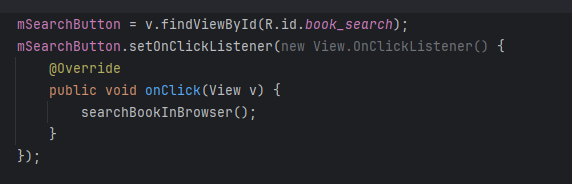 mSearchButton = v.findViewById(R.id.book_search);
mSearchButton.setOnClickListener(new View.OnClickListener() {
@Override
public void onClick(View v) {
searchBookInBrowser();
}
});